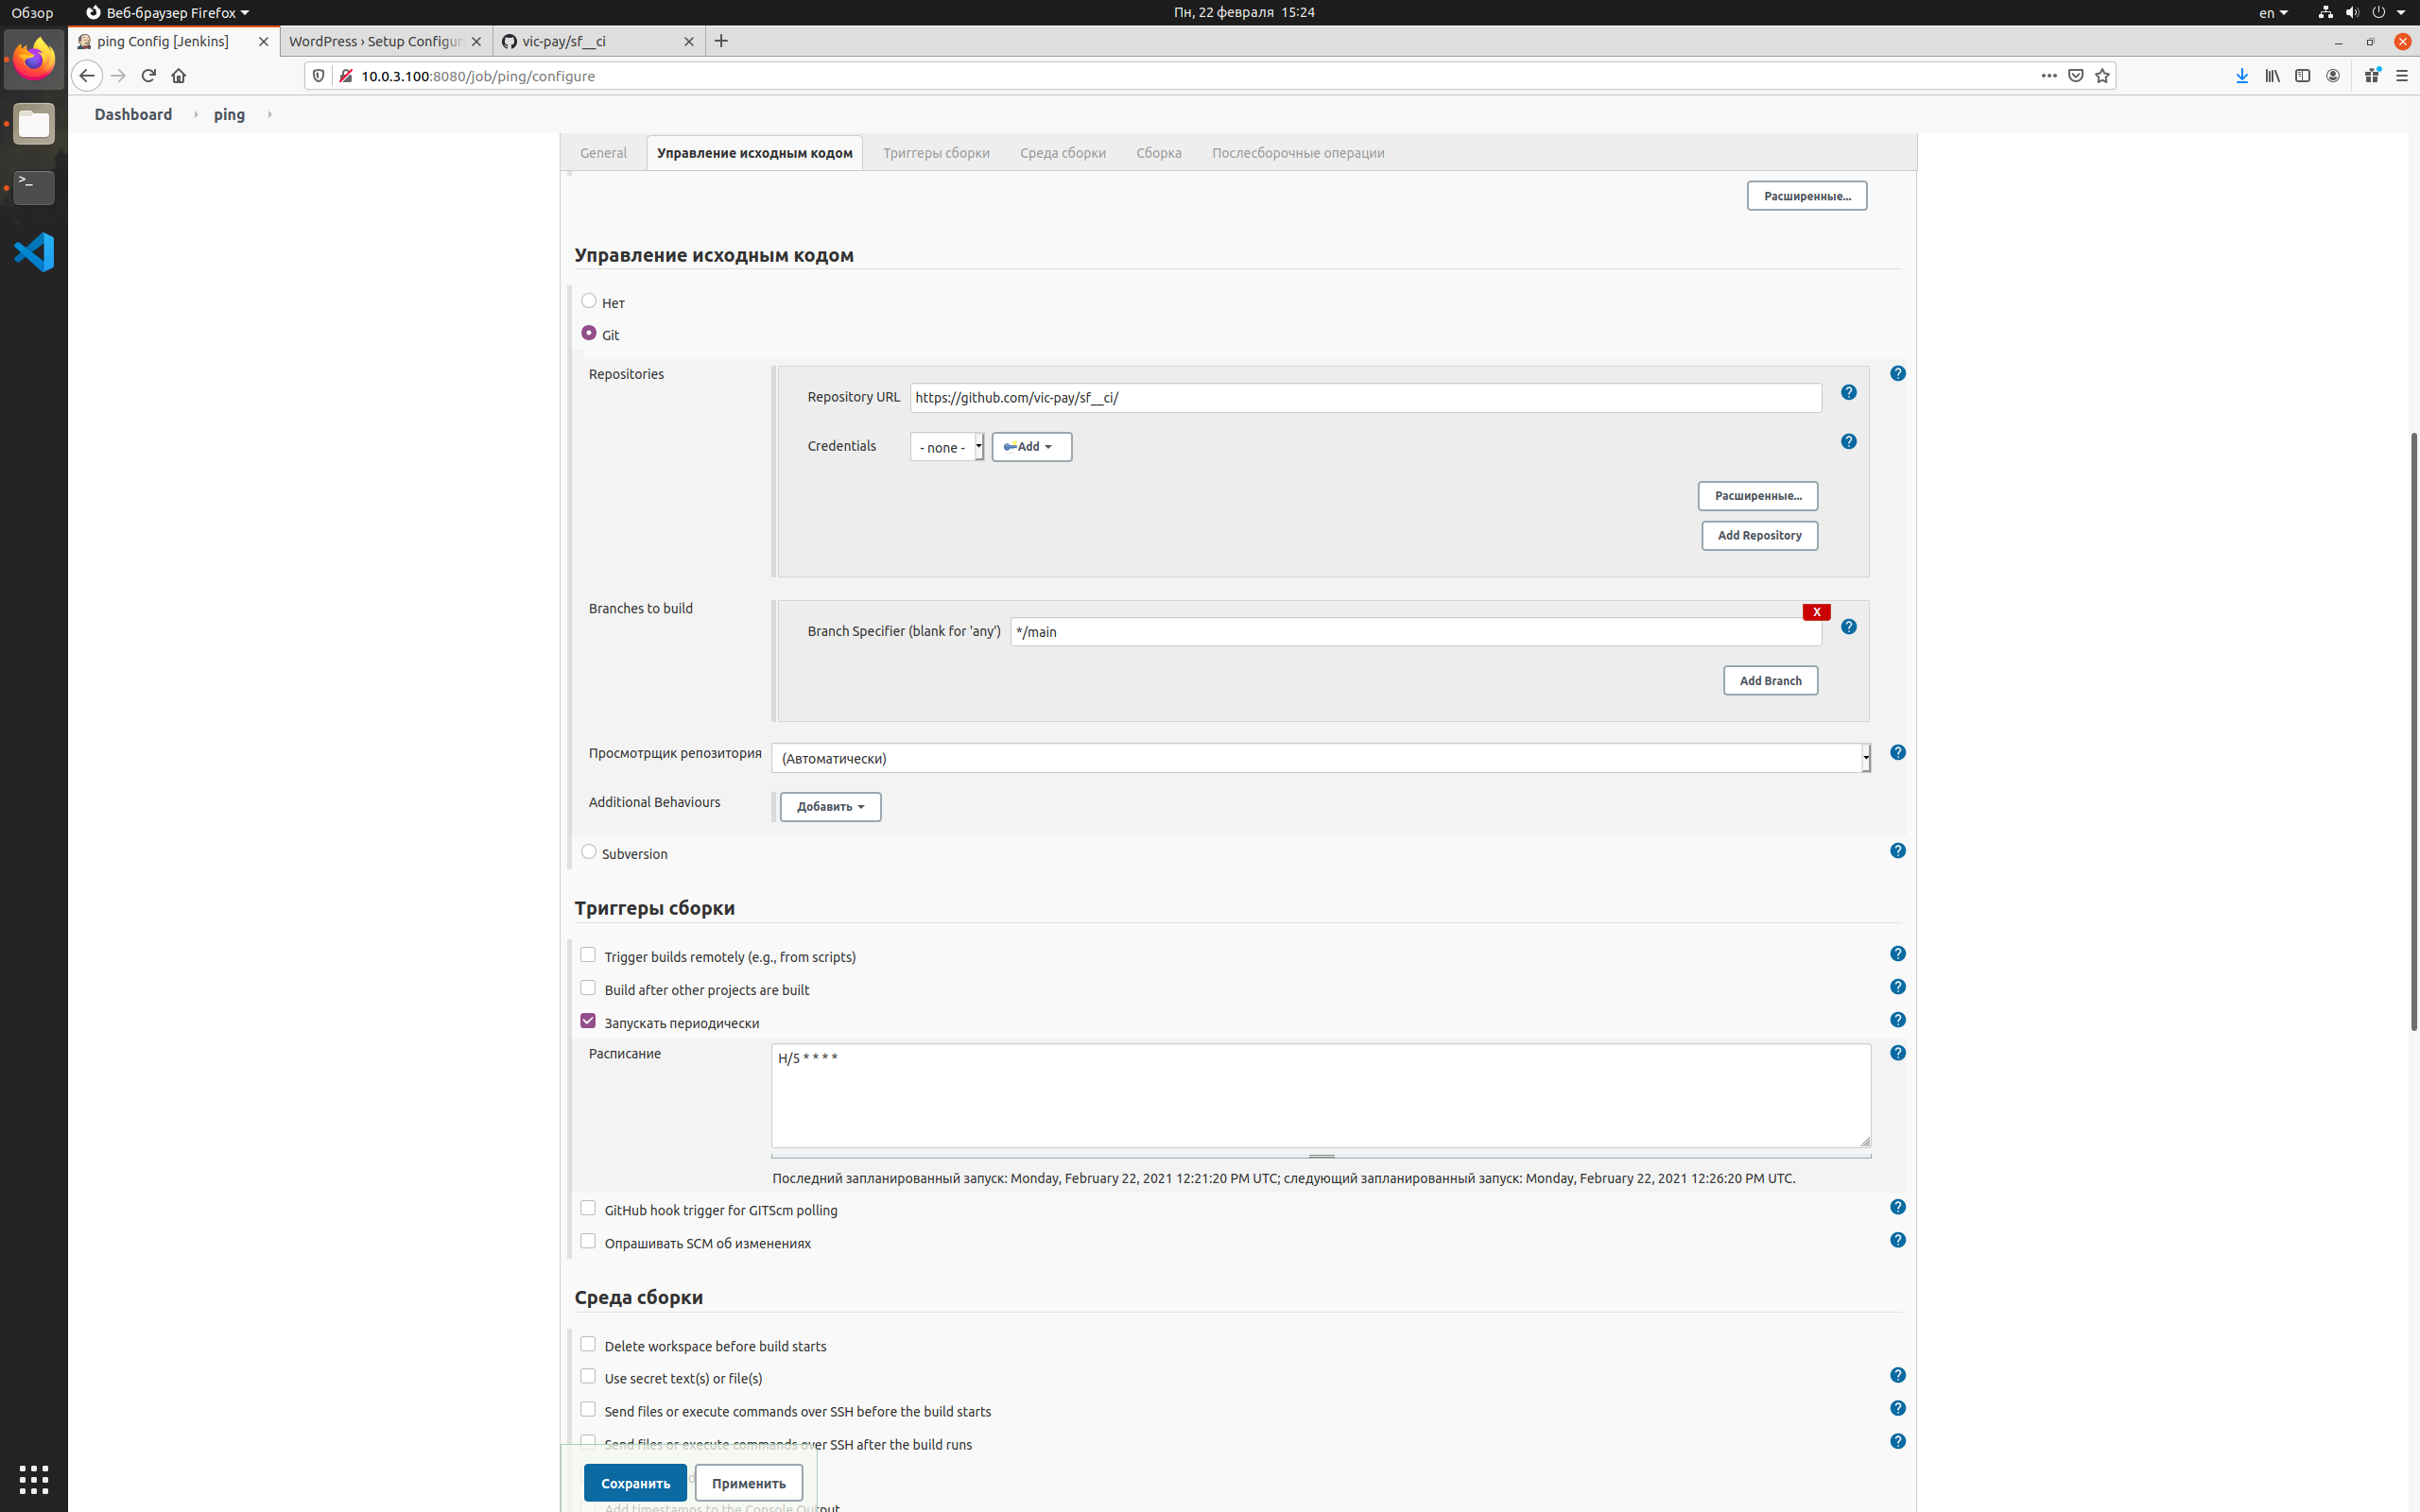 Обзор
Веб-браузер Firefox
Пн, 22 февраля 15:24
en
ping Config [Jenkins]
WordPress › Setup Configur
vic-pay/sf__ci
10.0.3.100:8080/job/ping/configure
Dashboard
ping
General
Управление исходным кодом
Триггеры сборки
Среда сборки
Сборка
Послесборочные операции
Расширенные...
Управление исходным кодом
Нет
Git
Repositories
Repository URL
https://github.com/vic-pay/sf__ci/
Credentials
- none -
Add
Расширенные...
Add Repository
Branches to build
X
Branch Specifier (blank for 'any')
*/main
Add Branch
Просмотрщик репозитория
(Автоматически)
Additional Behaviours
Добавить
Subversion
Триггеры сборки
Trigger builds remotely (e.g., from scripts)
Build after other projects are built
Запускать периодически
Расписание
H/5 * * * *
Последний запланированный запуск: Monday, February 22, 2021 12:21:20 PM UTC; следующий запланированный запуск: Monday, February 22, 2021 12:26:20 PM UTC.
GitHub hook trigger for GITScm polling
Опрашивать SCM об изменениях
Среда сборки
Delete workspace before build starts
Use secret text(s) or file(s)
Send files or execute commands over SSH before the build starts
Send files or execute commands over SSH after the build runs
Сохранить
Применить
Add timestamps to the Console Output